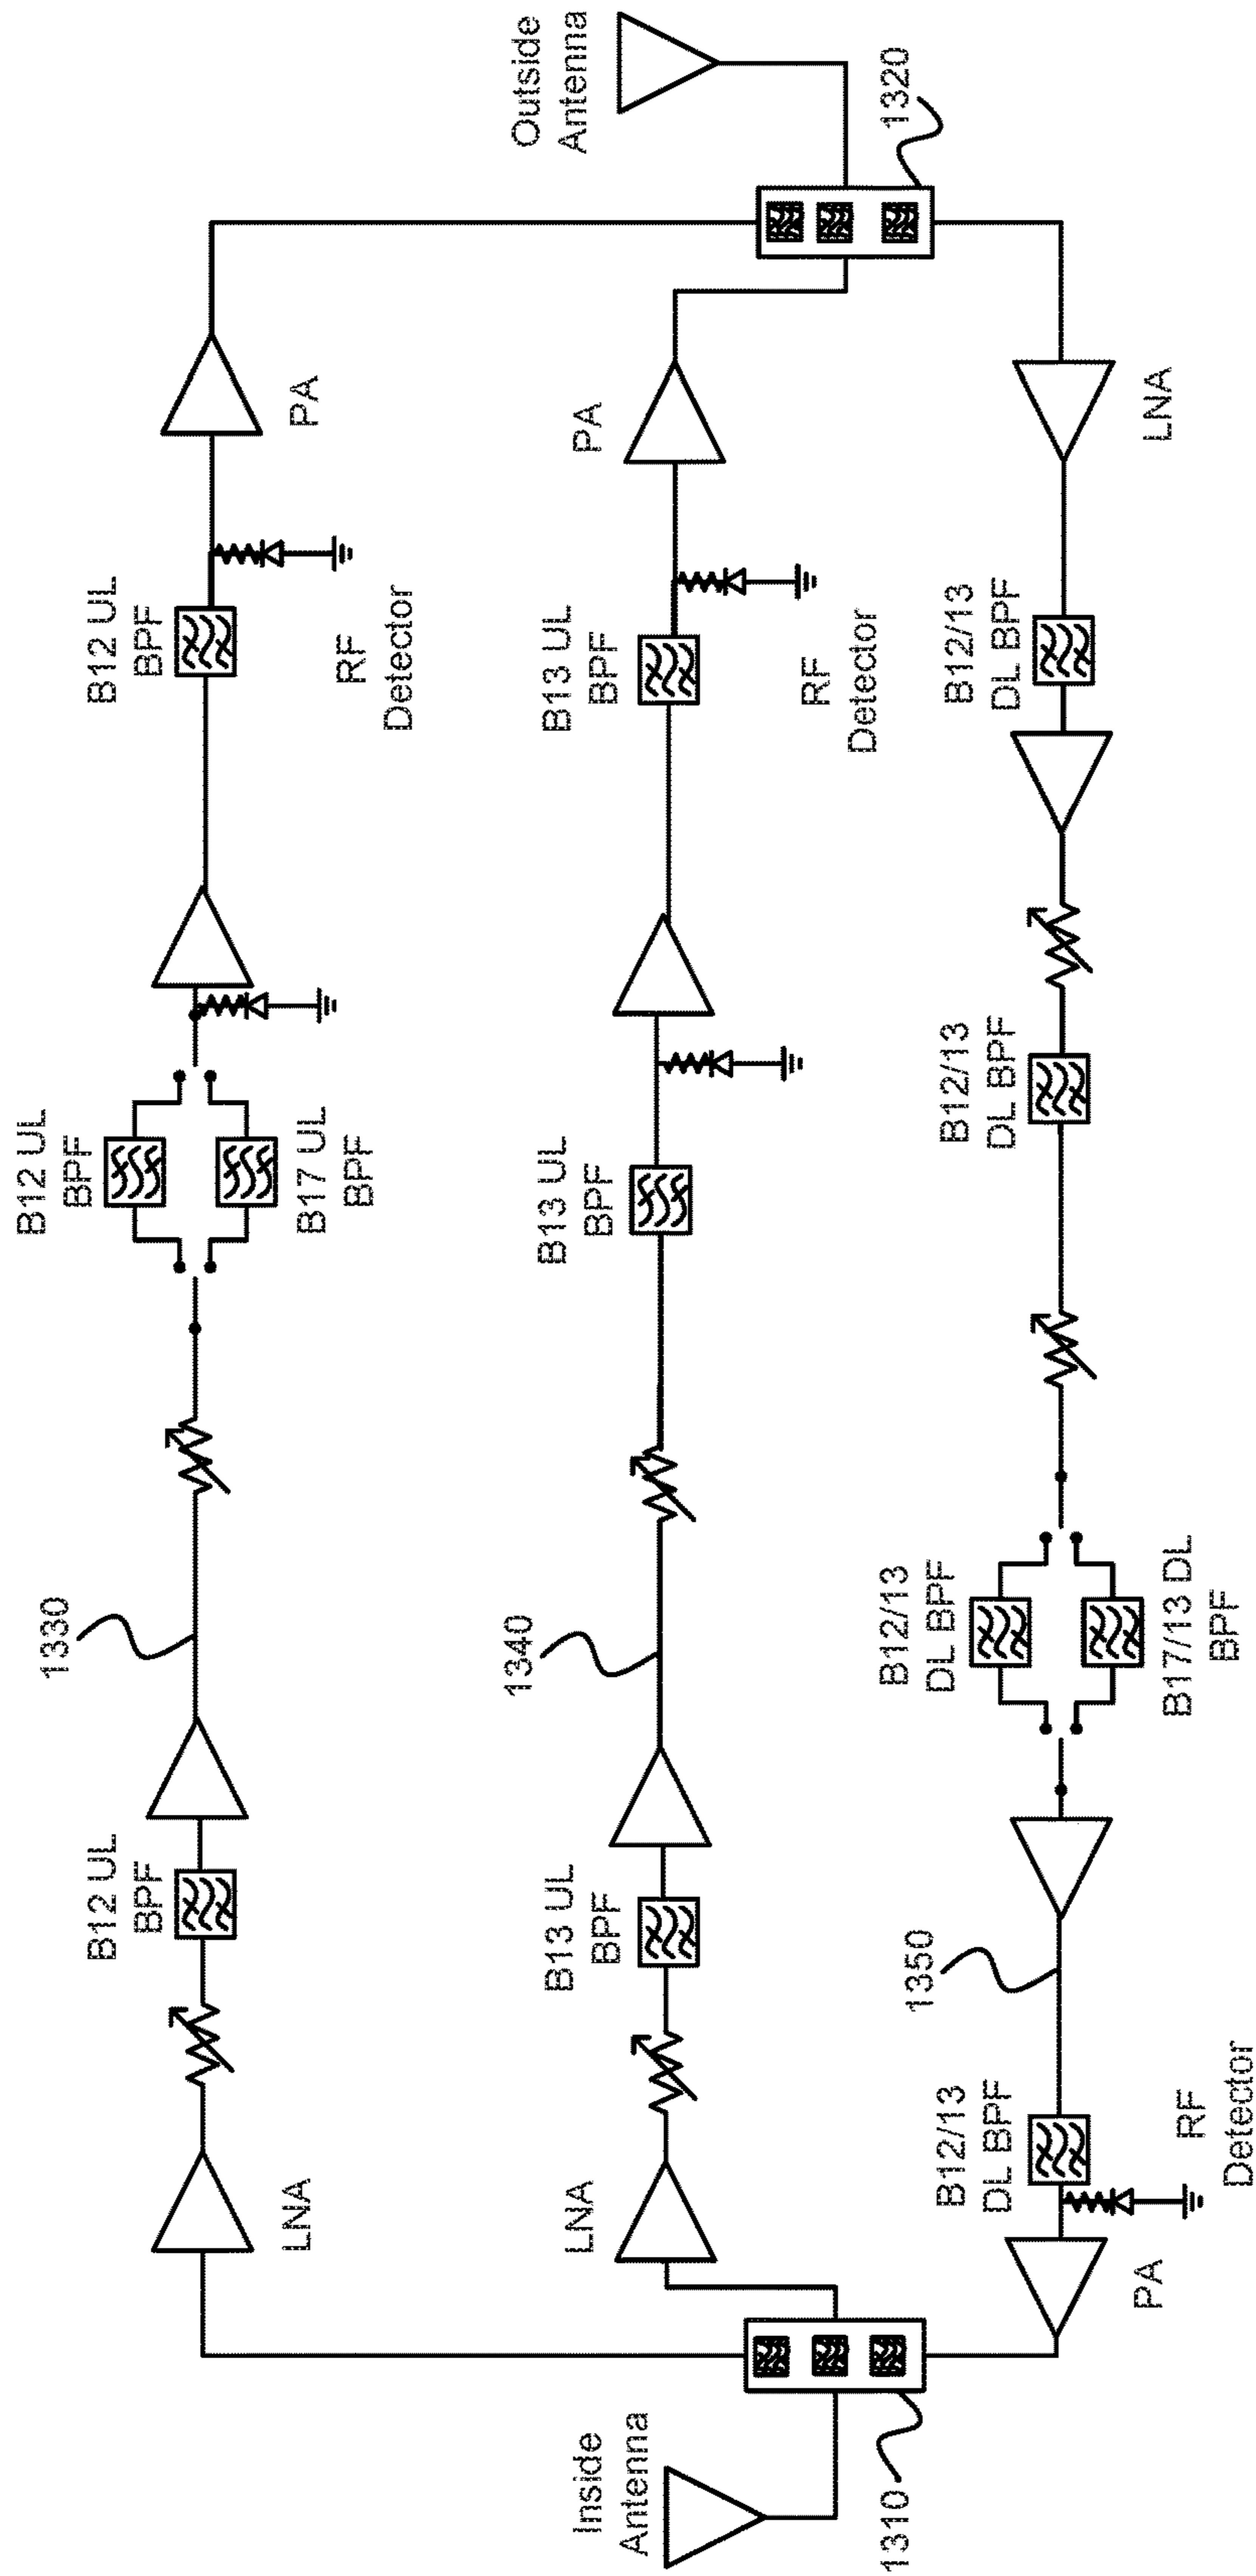 Inside
Antenna
1310
LNA
B12 UL
BPF
1330
B12 UL
BPF
B17 UL
BPF
B12 UL
BPF
RF
Detector
PA
LNA
B13 UL
BPF
1340
B13 UL
BPF
B13 UL
BPF
RF
Detector
PA
Outside
Antenna
1320
PA
RF
Detector
B12/13
DL BPF
1350
B12/13
DL BPF
B17/13 DL
BPF
B12/13
DL BPF
B12/13
DL BPF
LNA